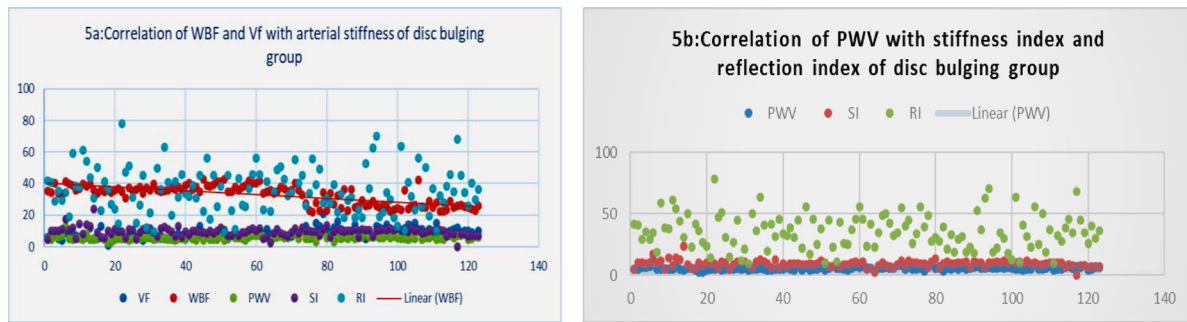 5a:Correlation of WBF and Vf with arterial stiffness of disc bulging
group
100
80
60
40
20
0
0 20 40 60 80 100 120 140
VF WBF PWV SI RI Linear (WBF)
5b:Correlation of PWV with stiffness index and
reflection index of disc bulging group
PWV SI RI Linear (PWV)
100
50
0
0 20 40 60 80 100 120 140